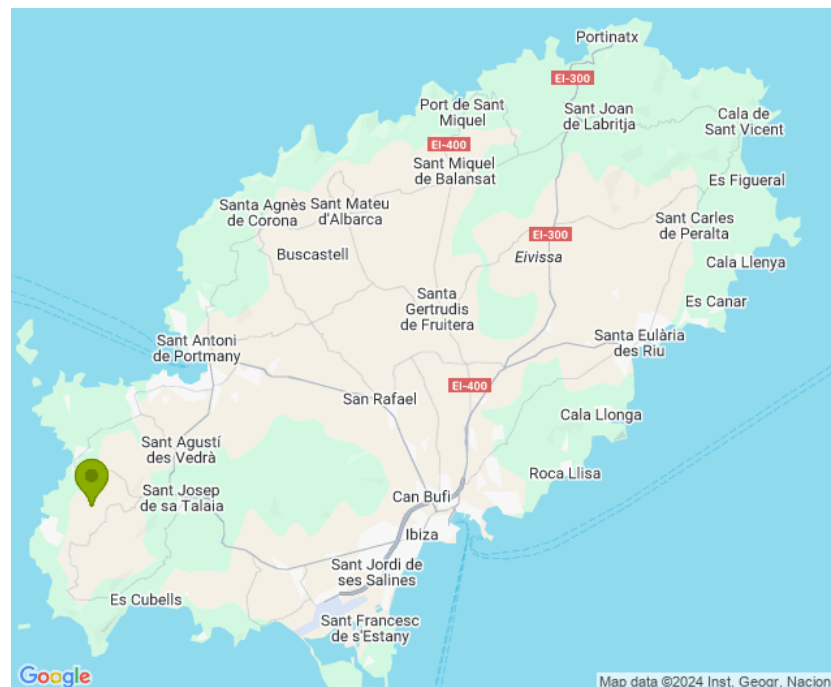 Portinatx
EI-300
Port de Sant
Miquel
Sant Joan
de Labritja
Cala de
Sant Vicent
EI-400
Sant Miquel
de Balansat
Es Figueral
Santa Agnès
de Corona
Sant Mateu
d'Albarca
Sant Carles
de Peralta
EI-300
Buscastell
Eivissa
Cala Llenya
Santa
Gertrudis
de Fruitera
Es Canar
Sant Antoni
de Portmany
Santa Eulària
des Riu
EI-400
San Rafael
Cala Llonga
Sant Agustí
des Vedrà
Roca Llisa
Sant Josep
de sa Talaia
Can Bufí
Ibiza
Sant Jordi de
ses Salines
Es Cubells
Sant Francesc
de s'Estany
Google
Map data ©2024 Inst. Geogr. Nacion